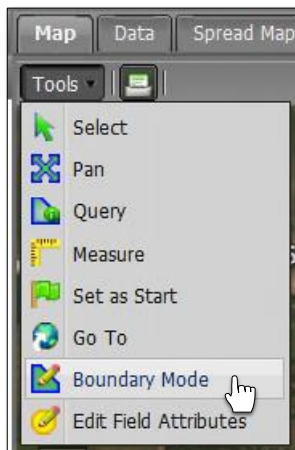 Map Data Spread Map
Tools
Select
Pan
Query
Measure
Set as Start
Go To
Boundary Mode
Edit Field Attributes